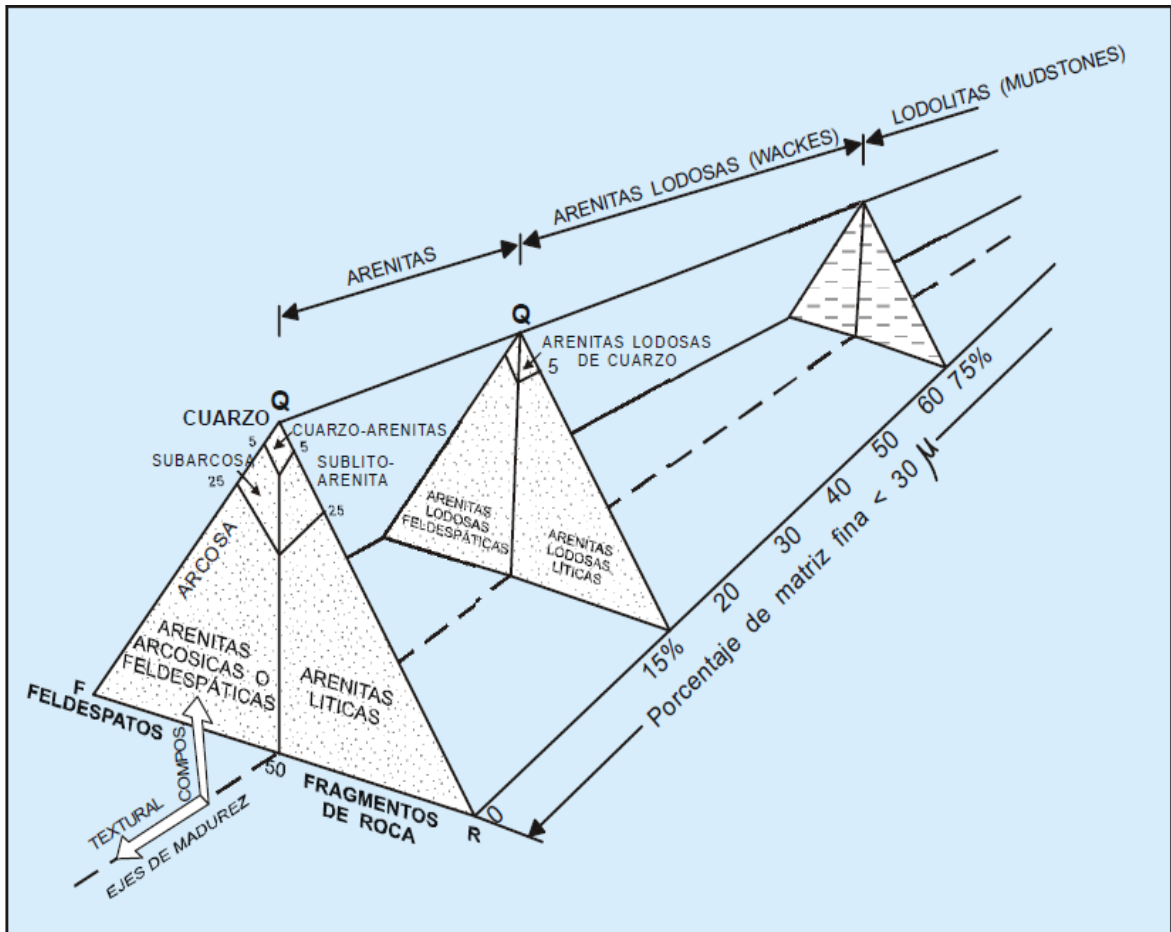 LODOLITAS (MUDSTONES)
ARENITAS LODOSAS (WACKES)
ARENITAS
Q
ARENITAS LODOSAS
DE CUARZO
5
Q
CUARZO
CUARZO-ARENITAS
5
5
SUBARCOSA
SUBLITO-
ARENITA
25
25
ARCOSA
ARENITAS
LODOSAS
FELDESPÁTICAS
ARENITAS
LODOSAS
LÍTICAS
ARENITAS
ARCOSICAS O
FELDESPÁTICAS
ARENITAS
LITICAS
F
FELDESPATOS
50
FRAGMENTOS
DE ROCA
R
COMPOS
TEXTURAL
EJES DE MADUREZ
0
15%
20
30
40
50
60
75%
Porcentaje de matriz fina < 30 μ